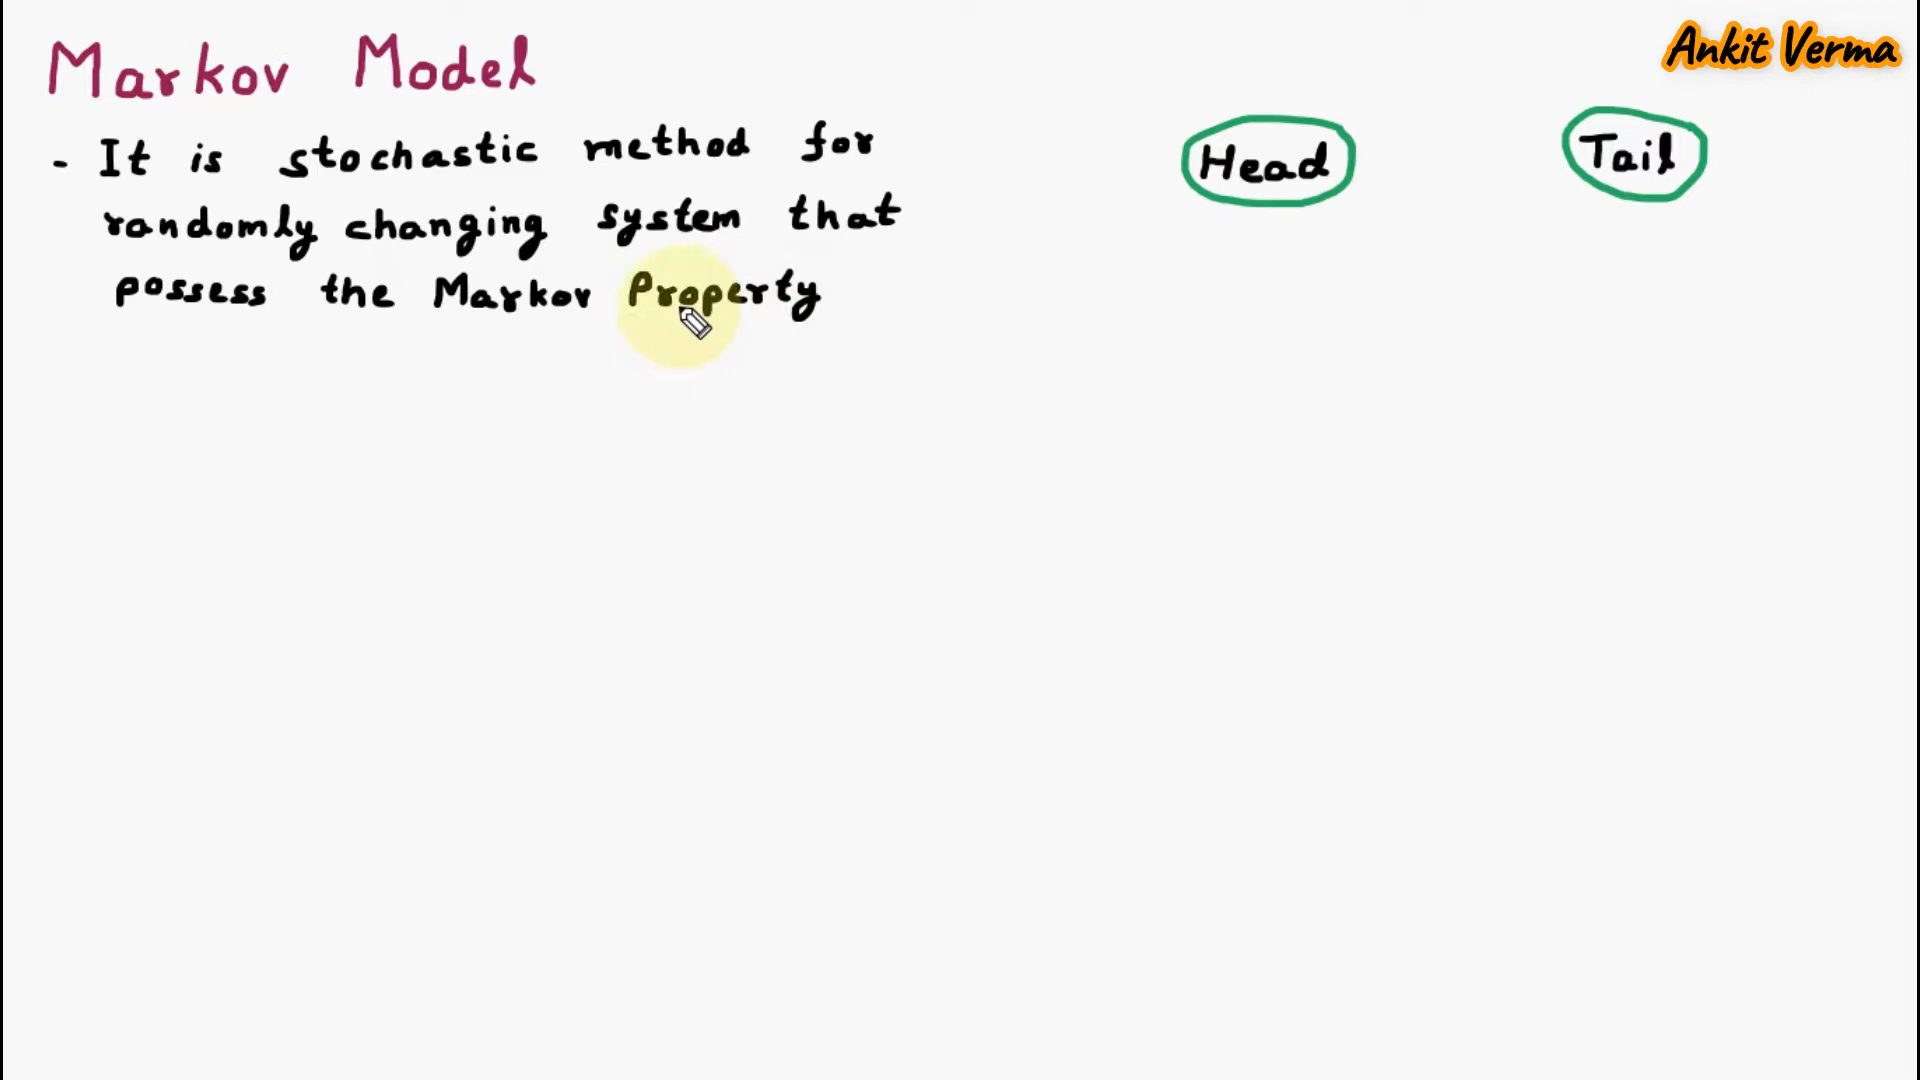 Markov Model
Ankit Verma
- It is stochastic method for
randomly changing system that
possess the Markov Property
Head
Tail